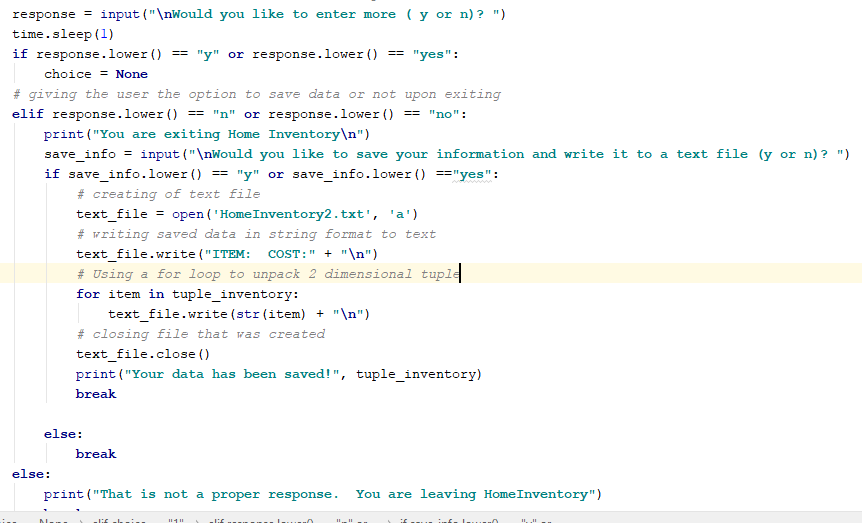 response = input("\nWould you like to enter more ( y or n)? ")
time.sleep(1)
if response.lower() == "y" or response.lower() == "yes":
    choice = None
# giving the user the option to save data or not upon exiting
elif response.lower() == "n" or response.lower() == "no":
    print("You are exiting Home Inventory\n")
    save_info = input("\nWould you like to save your information and write it to a text file (y or n)? ")
    if save_info.lower() == "y" or save_info.lower() =="yes":
        # creating of text file
        text_file = open('HomeInventory2.txt', 'a')
        # writing saved data in string format to text
        text_file.write("ITEM:  COST:" + "\n")
        # Using a for loop to unpack 2 dimensional tuple
        for item in tuple_inventory:
            text_file.write(str(item) + "\n")
        # closing file that was created
        text_file.close()
        print("Your data has been saved!", tuple_inventory)
        break
    else:
        break
else:
    print("That is not a proper response.  You are leaving HomeInventory")